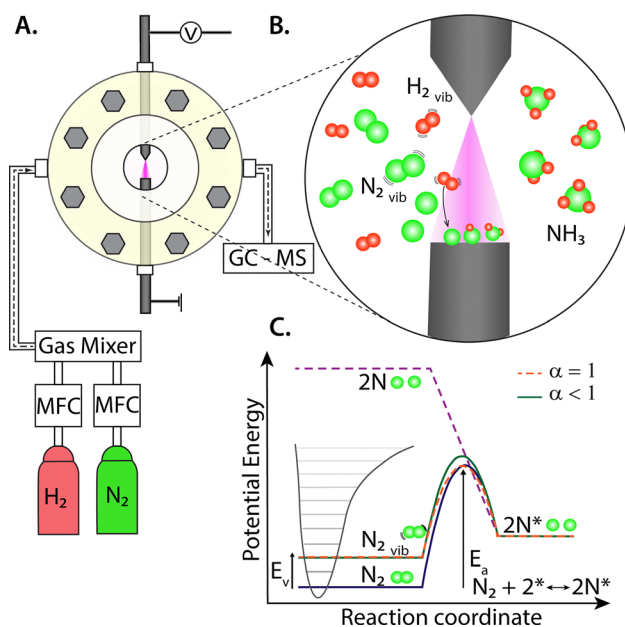 A.
V
GC - MS
Gas Mixer
MFC
MFC
H₂
N₂
B.
H₂ vib
N₂ vib
NH₃
C.
Potential Energy
2N
α = 1
α < 1
N₂ vib
2N*
Eᵥ
N₂
Eₐ
N₂ + 2* ↔ 2N*
Reaction coordinate